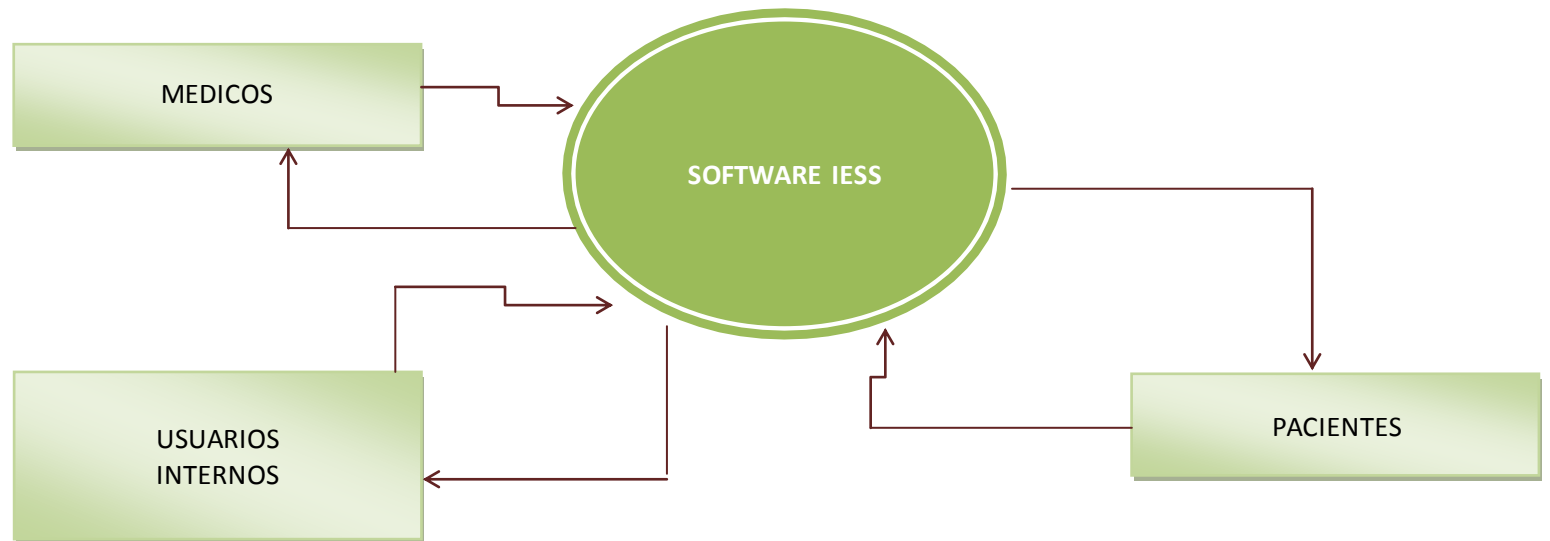 MEDICOS
SOFTWARE IESS
USUARIOS
INTERNOS
PACIENTES